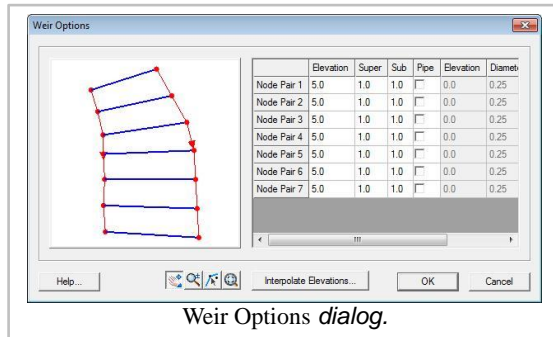 Weir Options
Elevation Super Sub Pipe Elevation Diamet
Node Pair 1 5.0 1.0 1.0 0.0 0.25
Node Pair 2 5.0 1.0 1.0 0.0 0.25
Node Pair 3 5.0 1.0 1.0 0.0 0.25
Node Pair 4 5.0 1.0 1.0 0.0 0.25
Node Pair 5 5.0 1.0 1.0 0.0 0.25
Node Pair 6 5.0 1.0 1.0 0.0 0.25
Node Pair 7 5.0 1.0 1.0 0.0 0.25
Help... Interpolate Elevations... OK Cancel
Weir Options dialog.